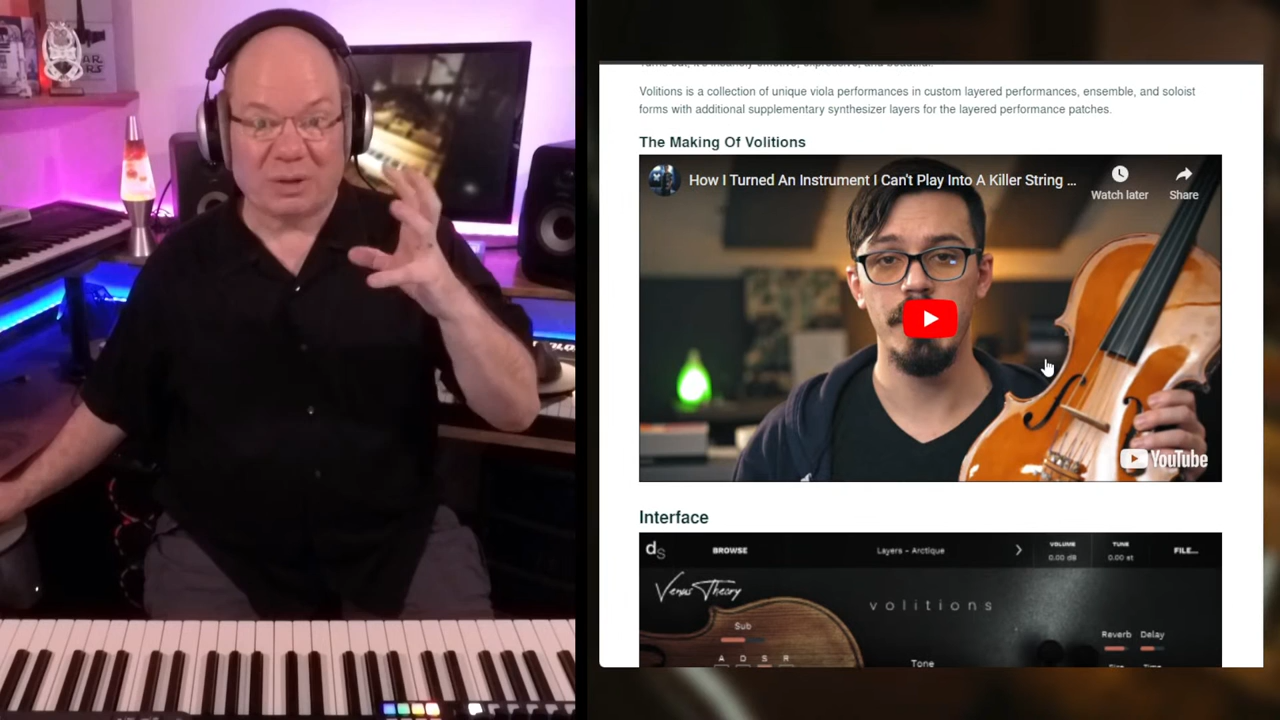 Volitions is a collection of unique viola performances in custom layered performances, ensemble, and soloist
forms with additional supplementary synthesizer layers for the layered performance patches.
The Making Of Volitions
How I Turned An Instrument I Can't Play Into A Killer String ...
Watch later
Share
YouTube
Interface
ds
BROWSE
Layers - Arctique
VOLUME
0.00 dB
TUNE
0.00 st
FILE...
Venus Theory
volitions
Sub
A D S R
Tone
Reverb
Delay